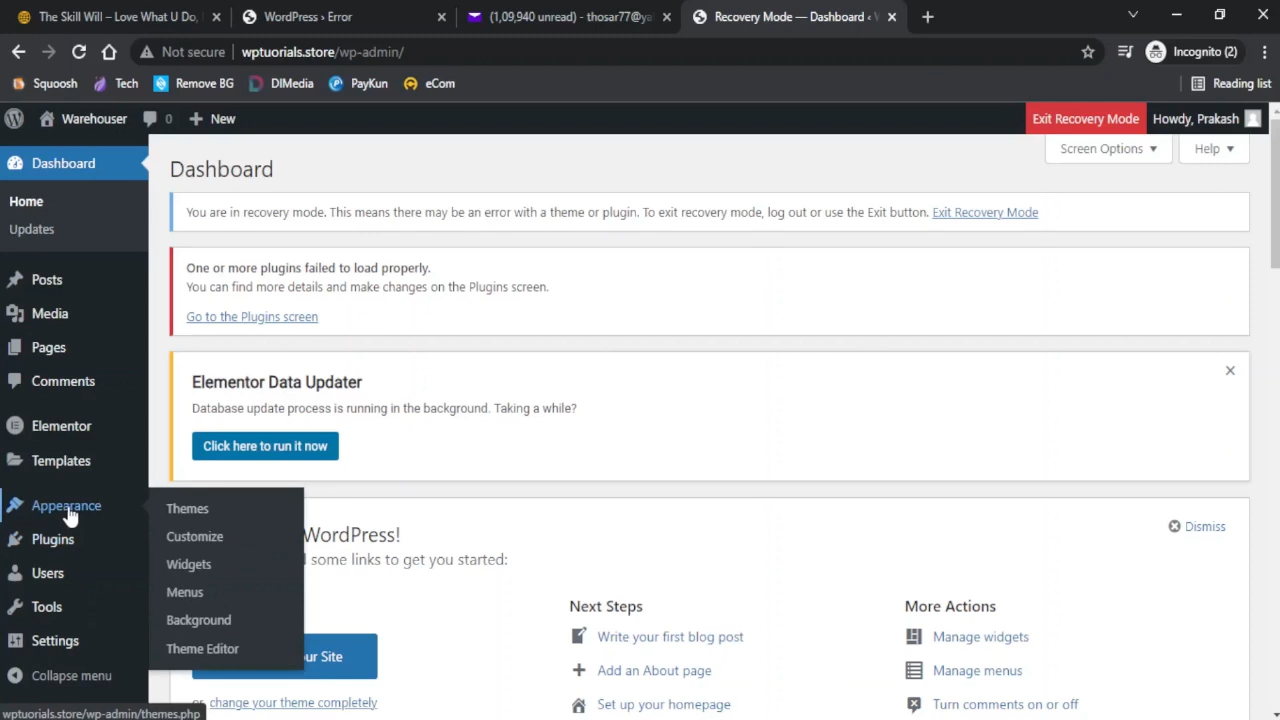 The Skill Will – Love What U Do,
WordPress › Error
(1,09,940 unread) - thosar77@ya
Recovery Mode — Dashboard ‹ W
Not secure
wptuorials.store/wp-admin/
Incognito (2)
Squoosh
Tech
Remove BG
DIMedia
PayKun
eCom
Reading list
Warehouser
0
New
Exit Recovery Mode
Howdy, Prakash
Dashboard
Home
Updates
Posts
Media
Pages
Comments
Elementor
Templates
Appearance
Plugins
Users
Tools
Settings
Collapse menu
Themes
Customize
Widgets
Menus
Background
Theme Editor
Screen Options
Help
Dashboard
You are in recovery mode. This means there may be an error with a theme or plugin. To exit recovery mode, log out or use the Exit button. Exit Recovery Mode
One or more plugins failed to load properly.
You can find more details and make changes on the Plugins screen.
Go to the Plugins screen
Elementor Data Updater
Database update process is running in the background. Taking a while?
Click here to run it now
WordPress!
some links to get you started:
Dismiss
ur Site
or, change your theme completely
Next Steps
Write your first blog post
Add an About page
Set up your homepage
More Actions
Manage widgets
Manage menus
Turn comments on or off
wptuorials.store/wp-admin/themes.php